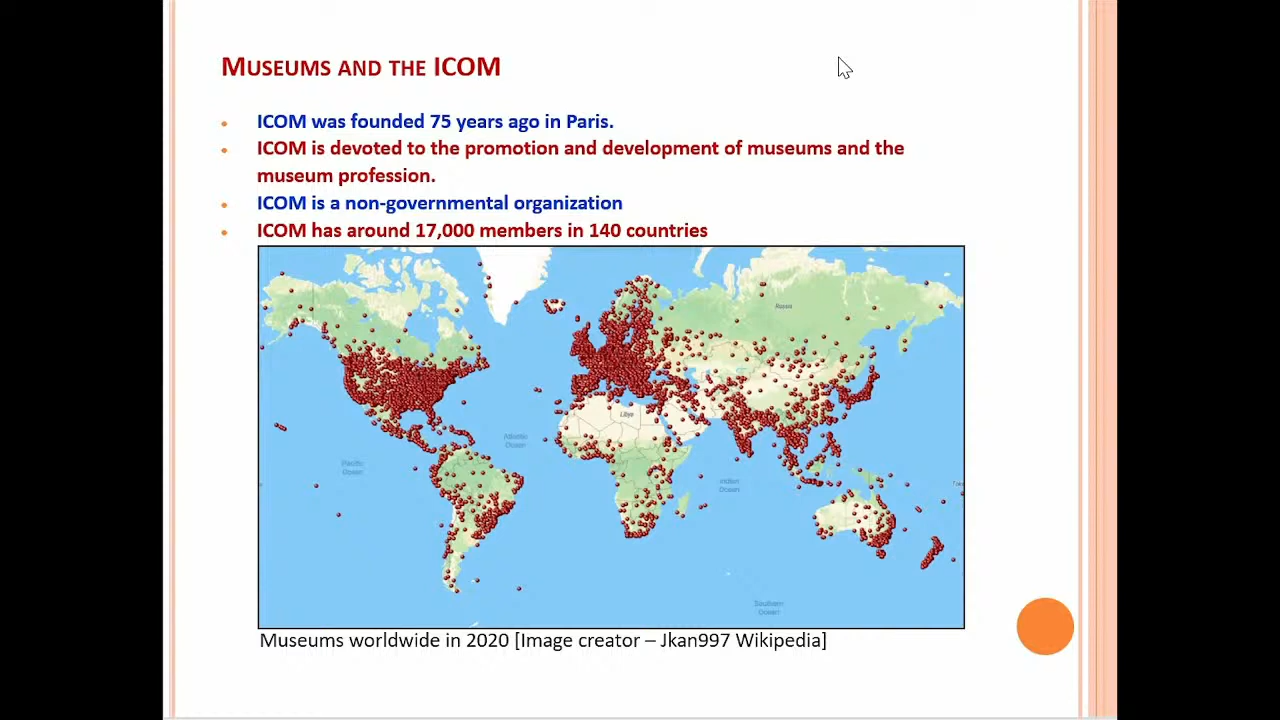 MUSEUMS AND THE ICOM
ICOM was founded 75 years ago in Paris.
ICOM is devoted to the promotion and development of museums and the
museum profession.
ICOM is a non-governmental organization
ICOM has around 17,000 members in 140 countries
Russia
Libya
Atlantic
Ocean
Pacific
Ocean
Indian
Ocean
Southern
Ocean
Museums worldwide in 2020 [Image creator – Jkan997 Wikipedia]